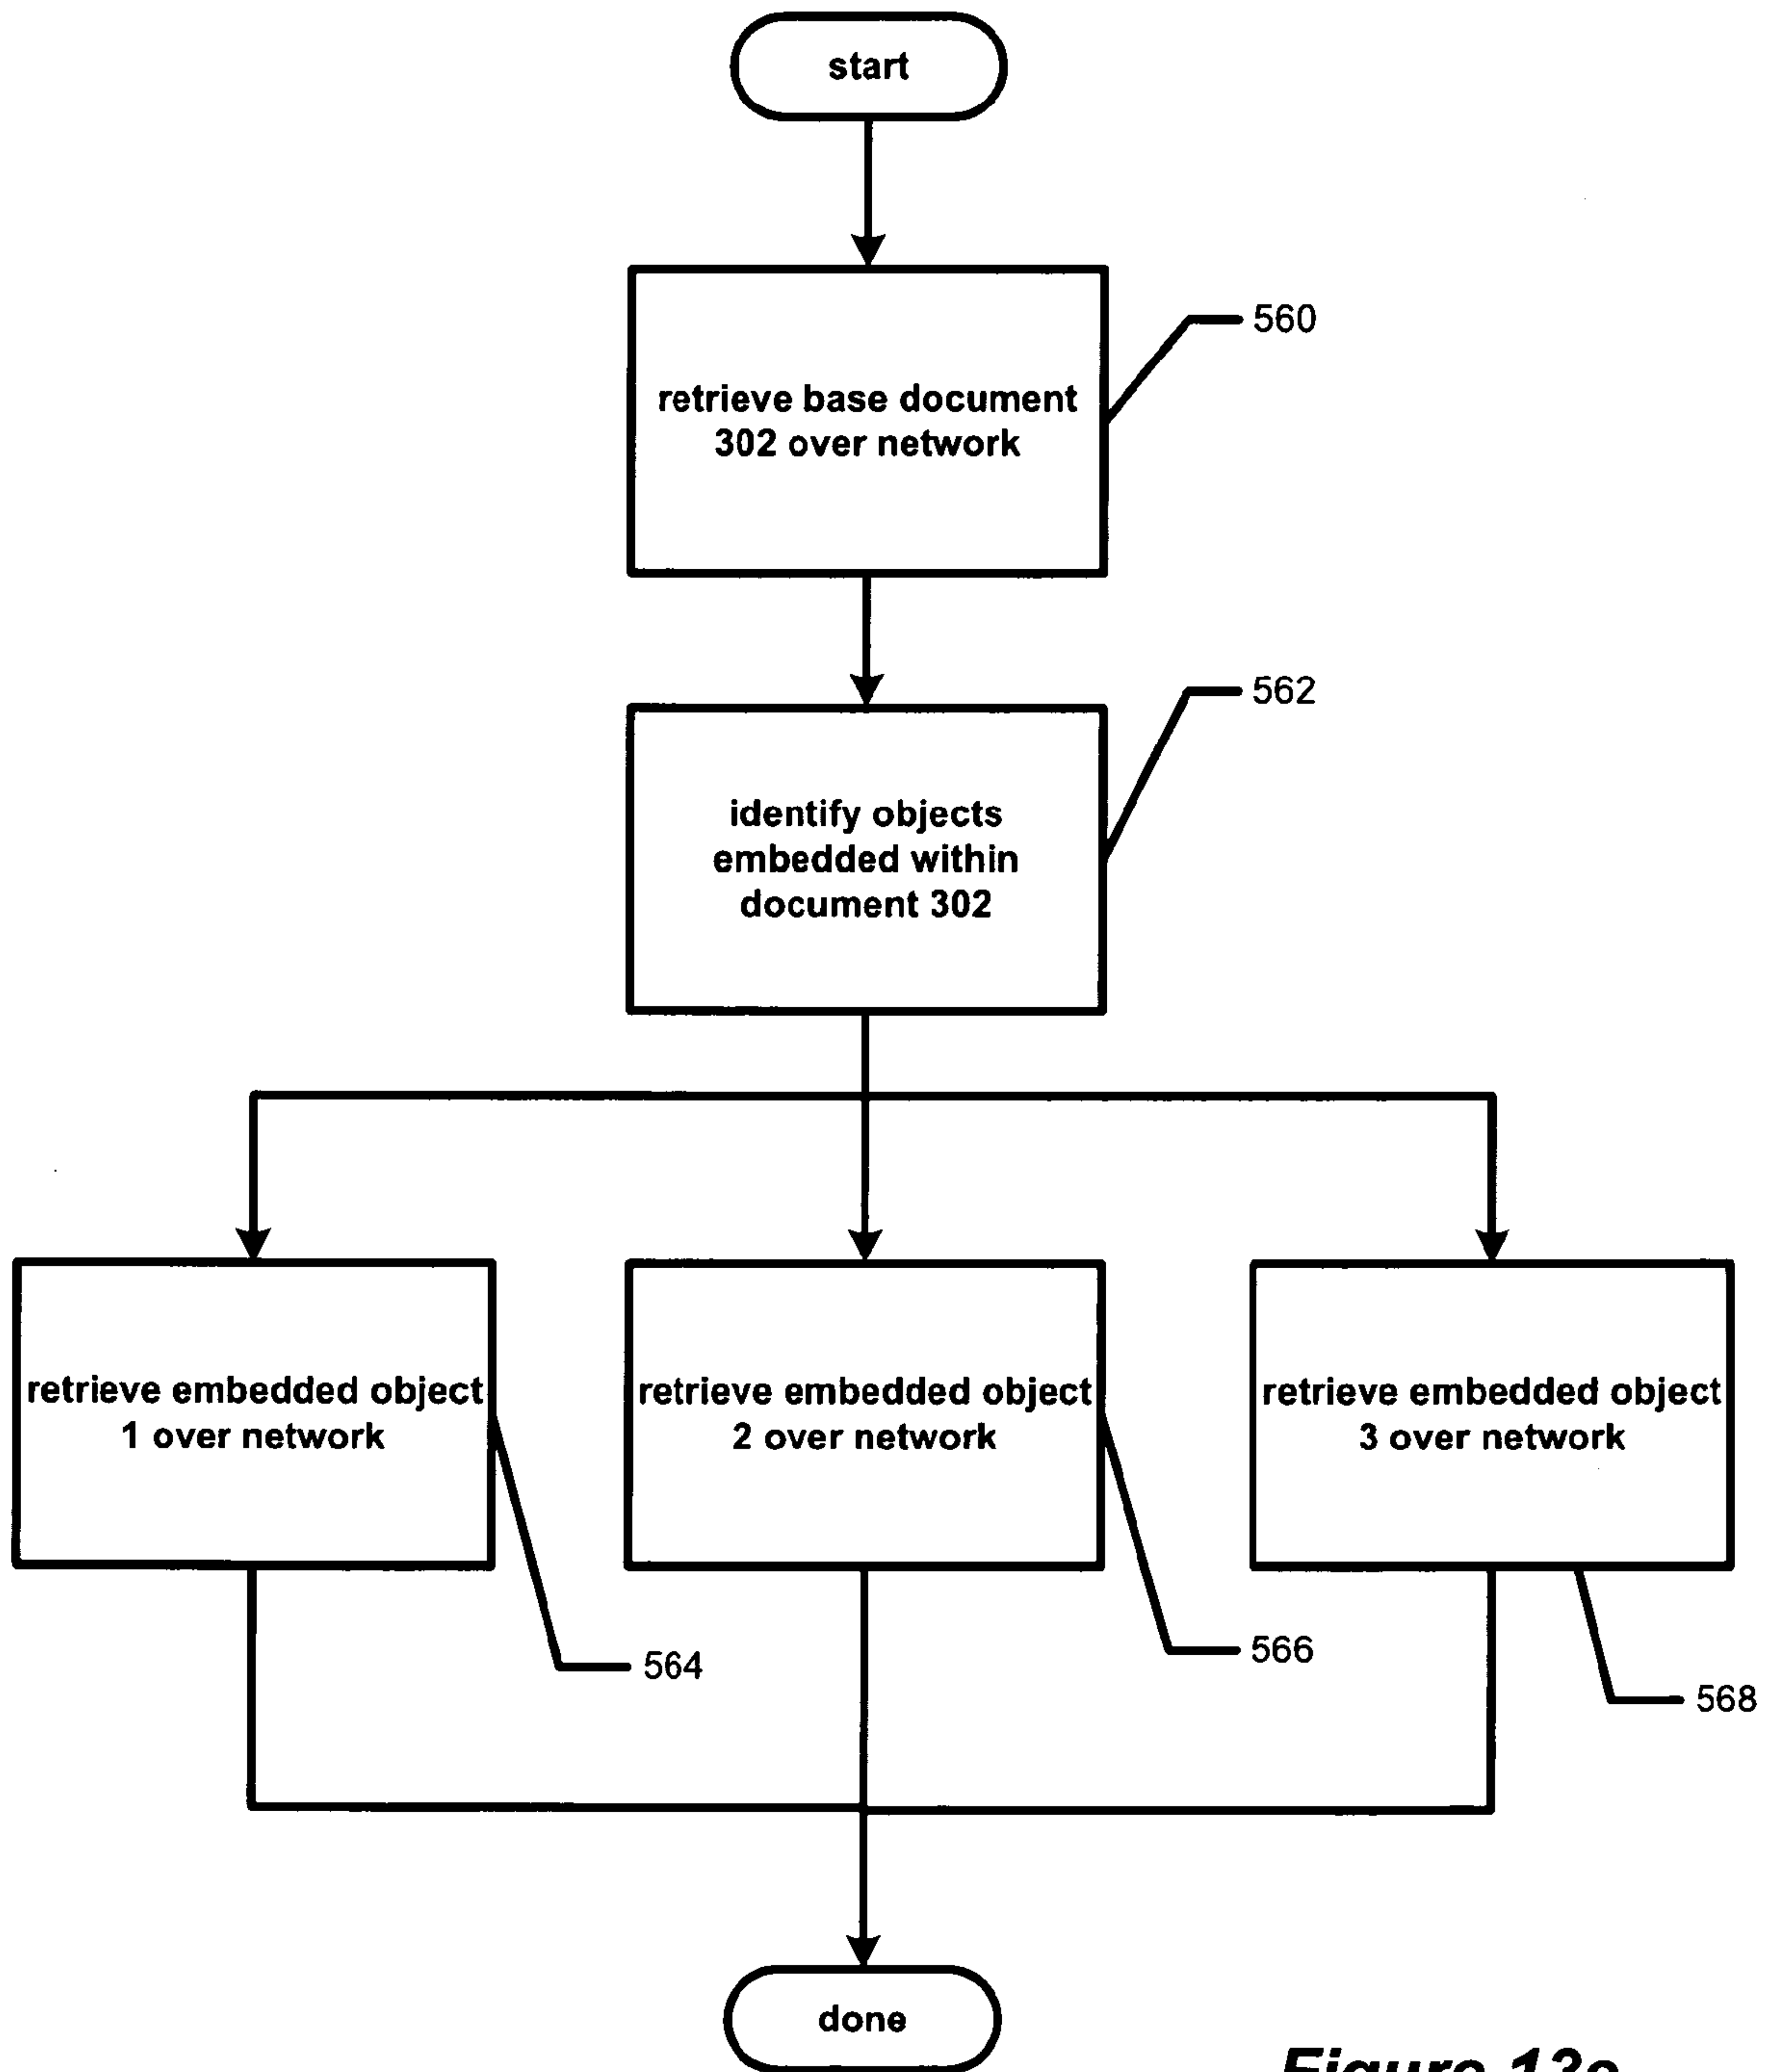 start
retrieve base document
302 over network
560
identify objects
embedded within
document 302
562
retrieve embedded object
1 over network
retrieve embedded object
2 over network
retrieve embedded object
3 over network
564
566
568
done
Figure